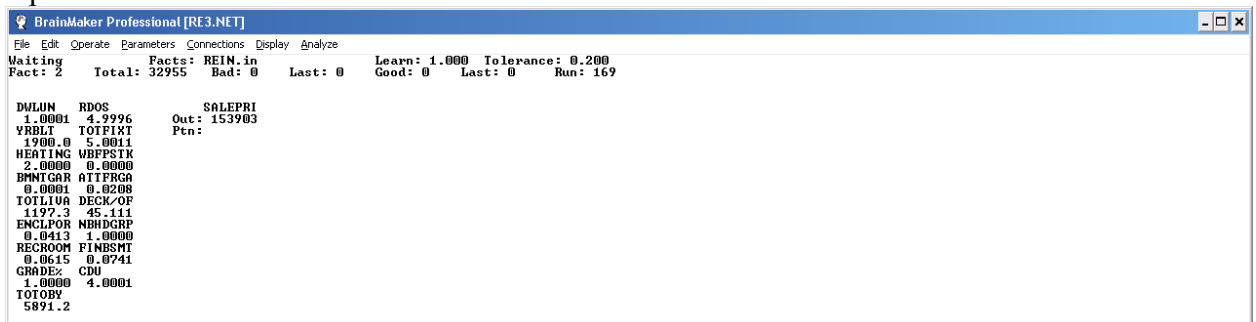 BrainMaker Professional [RE3.NET]
File Edit Operate Parameters Connections Display Analyze
Waiting Facts: REIN.in Learn: 1.000 Tolerance: 0.200
Fact: 2 Total: 32955 Bad: 0 Last: 0 Good: 0 Last: 0 Run: 169
DWLUN RDOS SALEPRI
1.0001 4.9996 Out: 153903
YRBLT TOTFIXT Ptn:
1900.0 5.0011
HEATING WBFPSTK
2.0000 0.0000
BMNTGAR ATTFRGA
0.0001 0.0208
TOTLIVA DECK/OF
1197.3 45.111
ENCLPOR NBHDGRP
0.0413 1.0000
RECROOM FINBSMT
0.0615 0.0741
GRADE% CDU
1.0000 4.0001
TOTOBY
5891.2